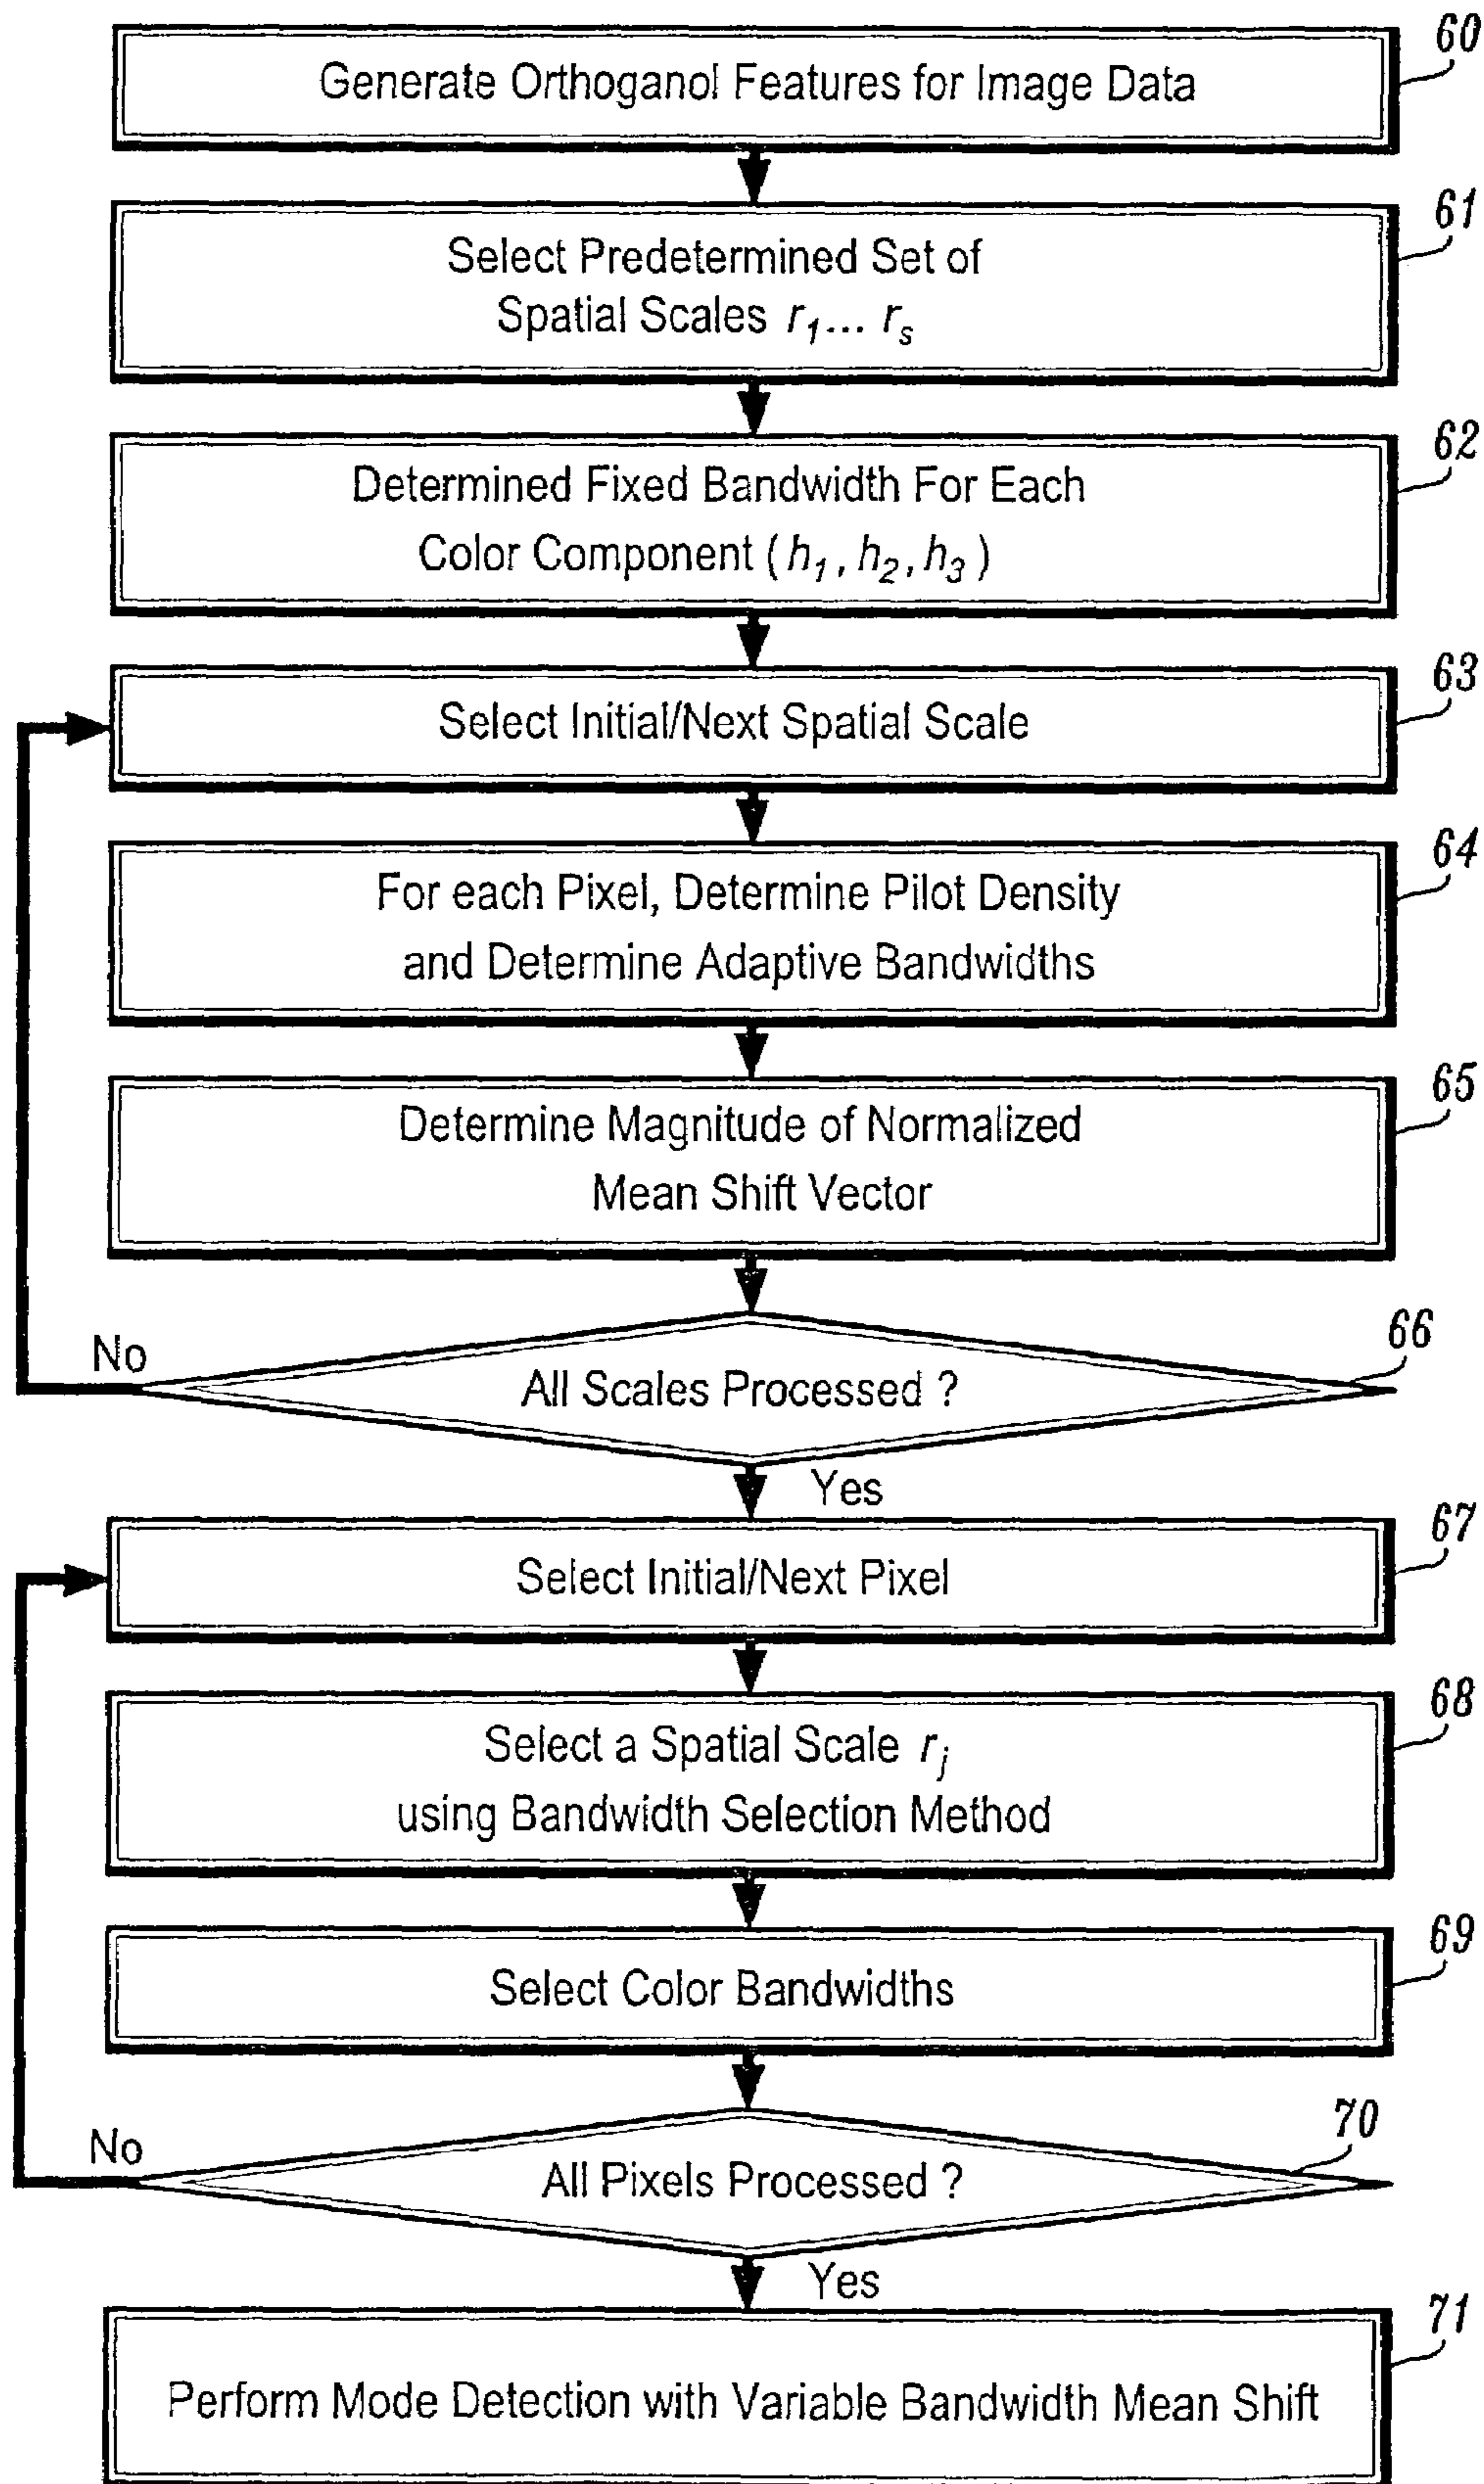 60
Generate Orthoganol Features for Image Data
61
Select Predetermined Set of
Spatial Scales r₁... rₛ
62
Determined Fixed Bandwidth For Each
Color Component (h₁, h₂, h₃)
63
Select Initial/Next Spatial Scale
64
For each Pixel, Determine Pilot Density
and Determine Adaptive Bandwidths
65
Determine Magnitude of Normalized
Mean Shift Vector
66
No
All Scales Processed ?
Yes
67
Select Initial/Next Pixel
68
Select a Spatial Scale rⱼ
using Bandwidth Selection Method
69
Select Color Bandwidths
70
No
All Pixels Processed ?
Yes
71
Perform Mode Detection with Variable Bandwidth Mean Shift